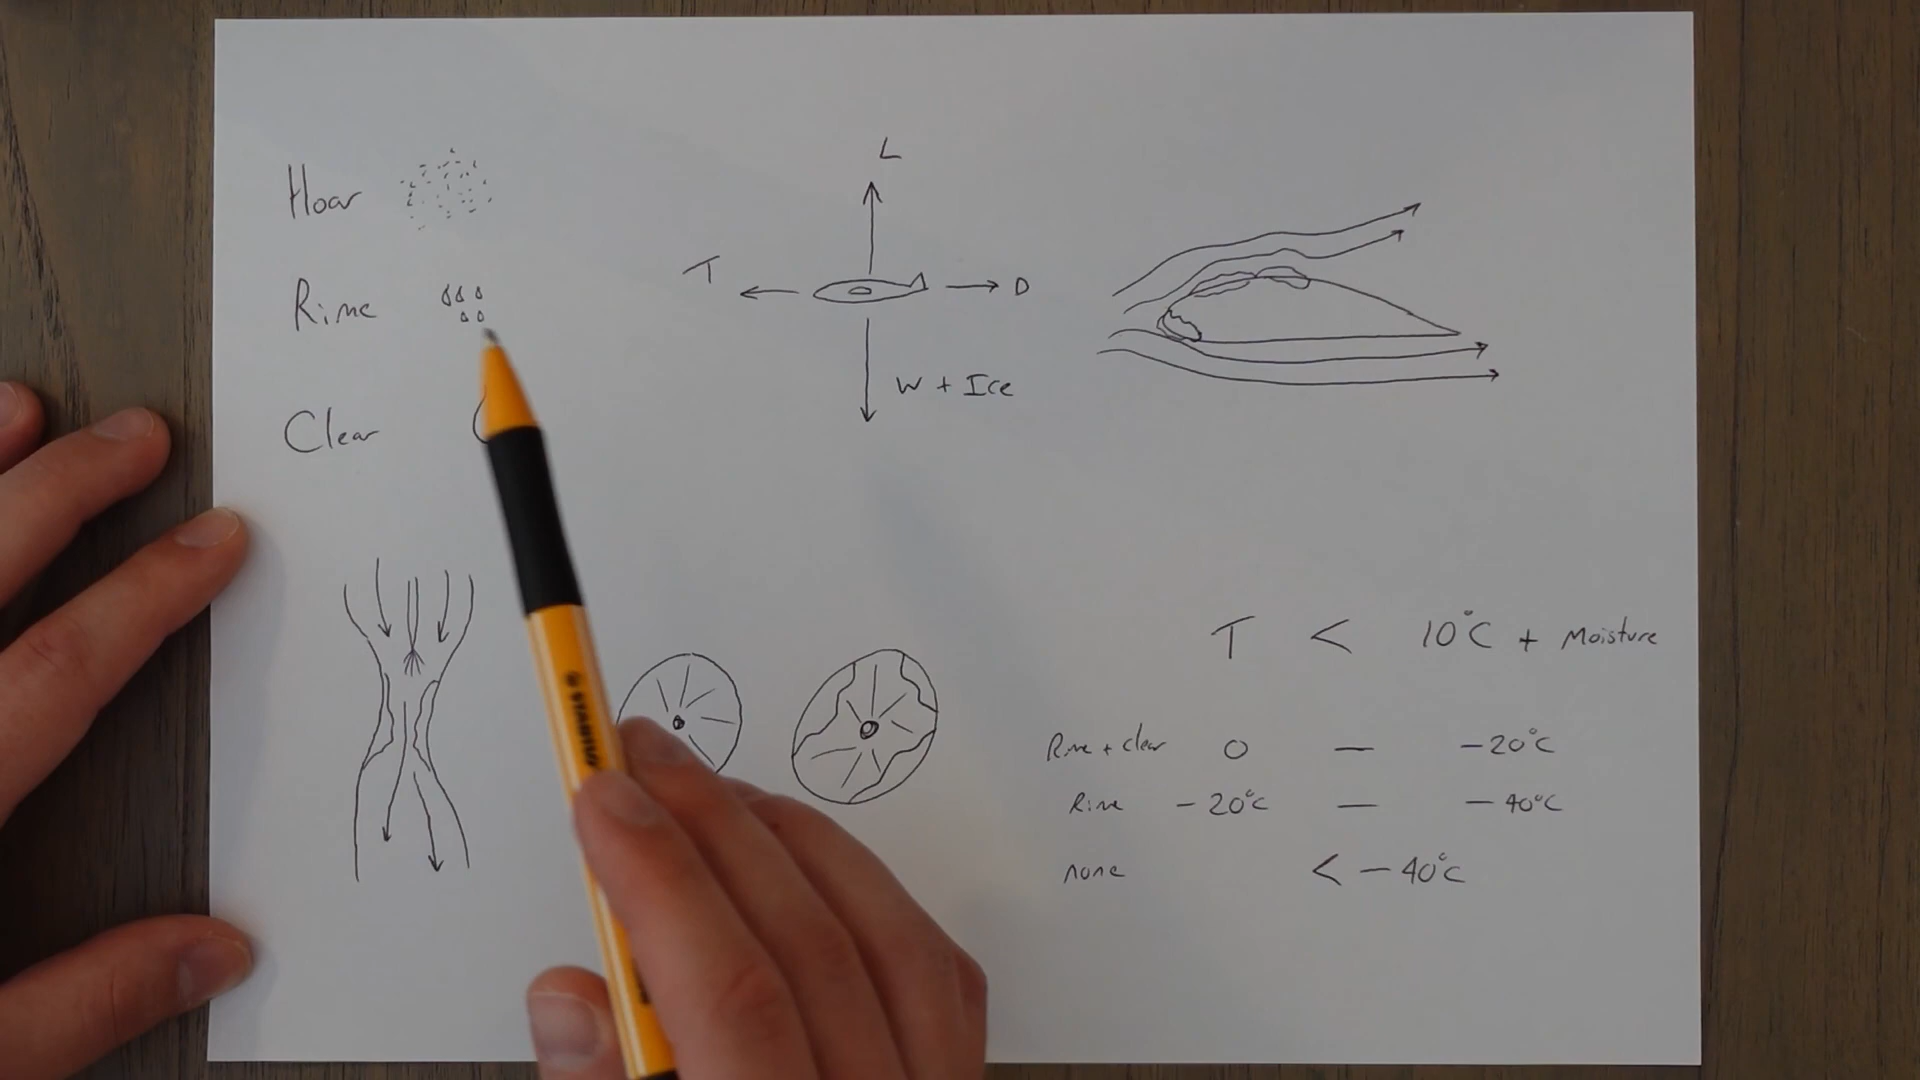 Hoar
Rime
Clear
L
T
D
W + Ice
T < 10°C + Moisture
Rime + clear 0 — -20°C
Rime -20°C — -40°C
none < -40°C
STABILO